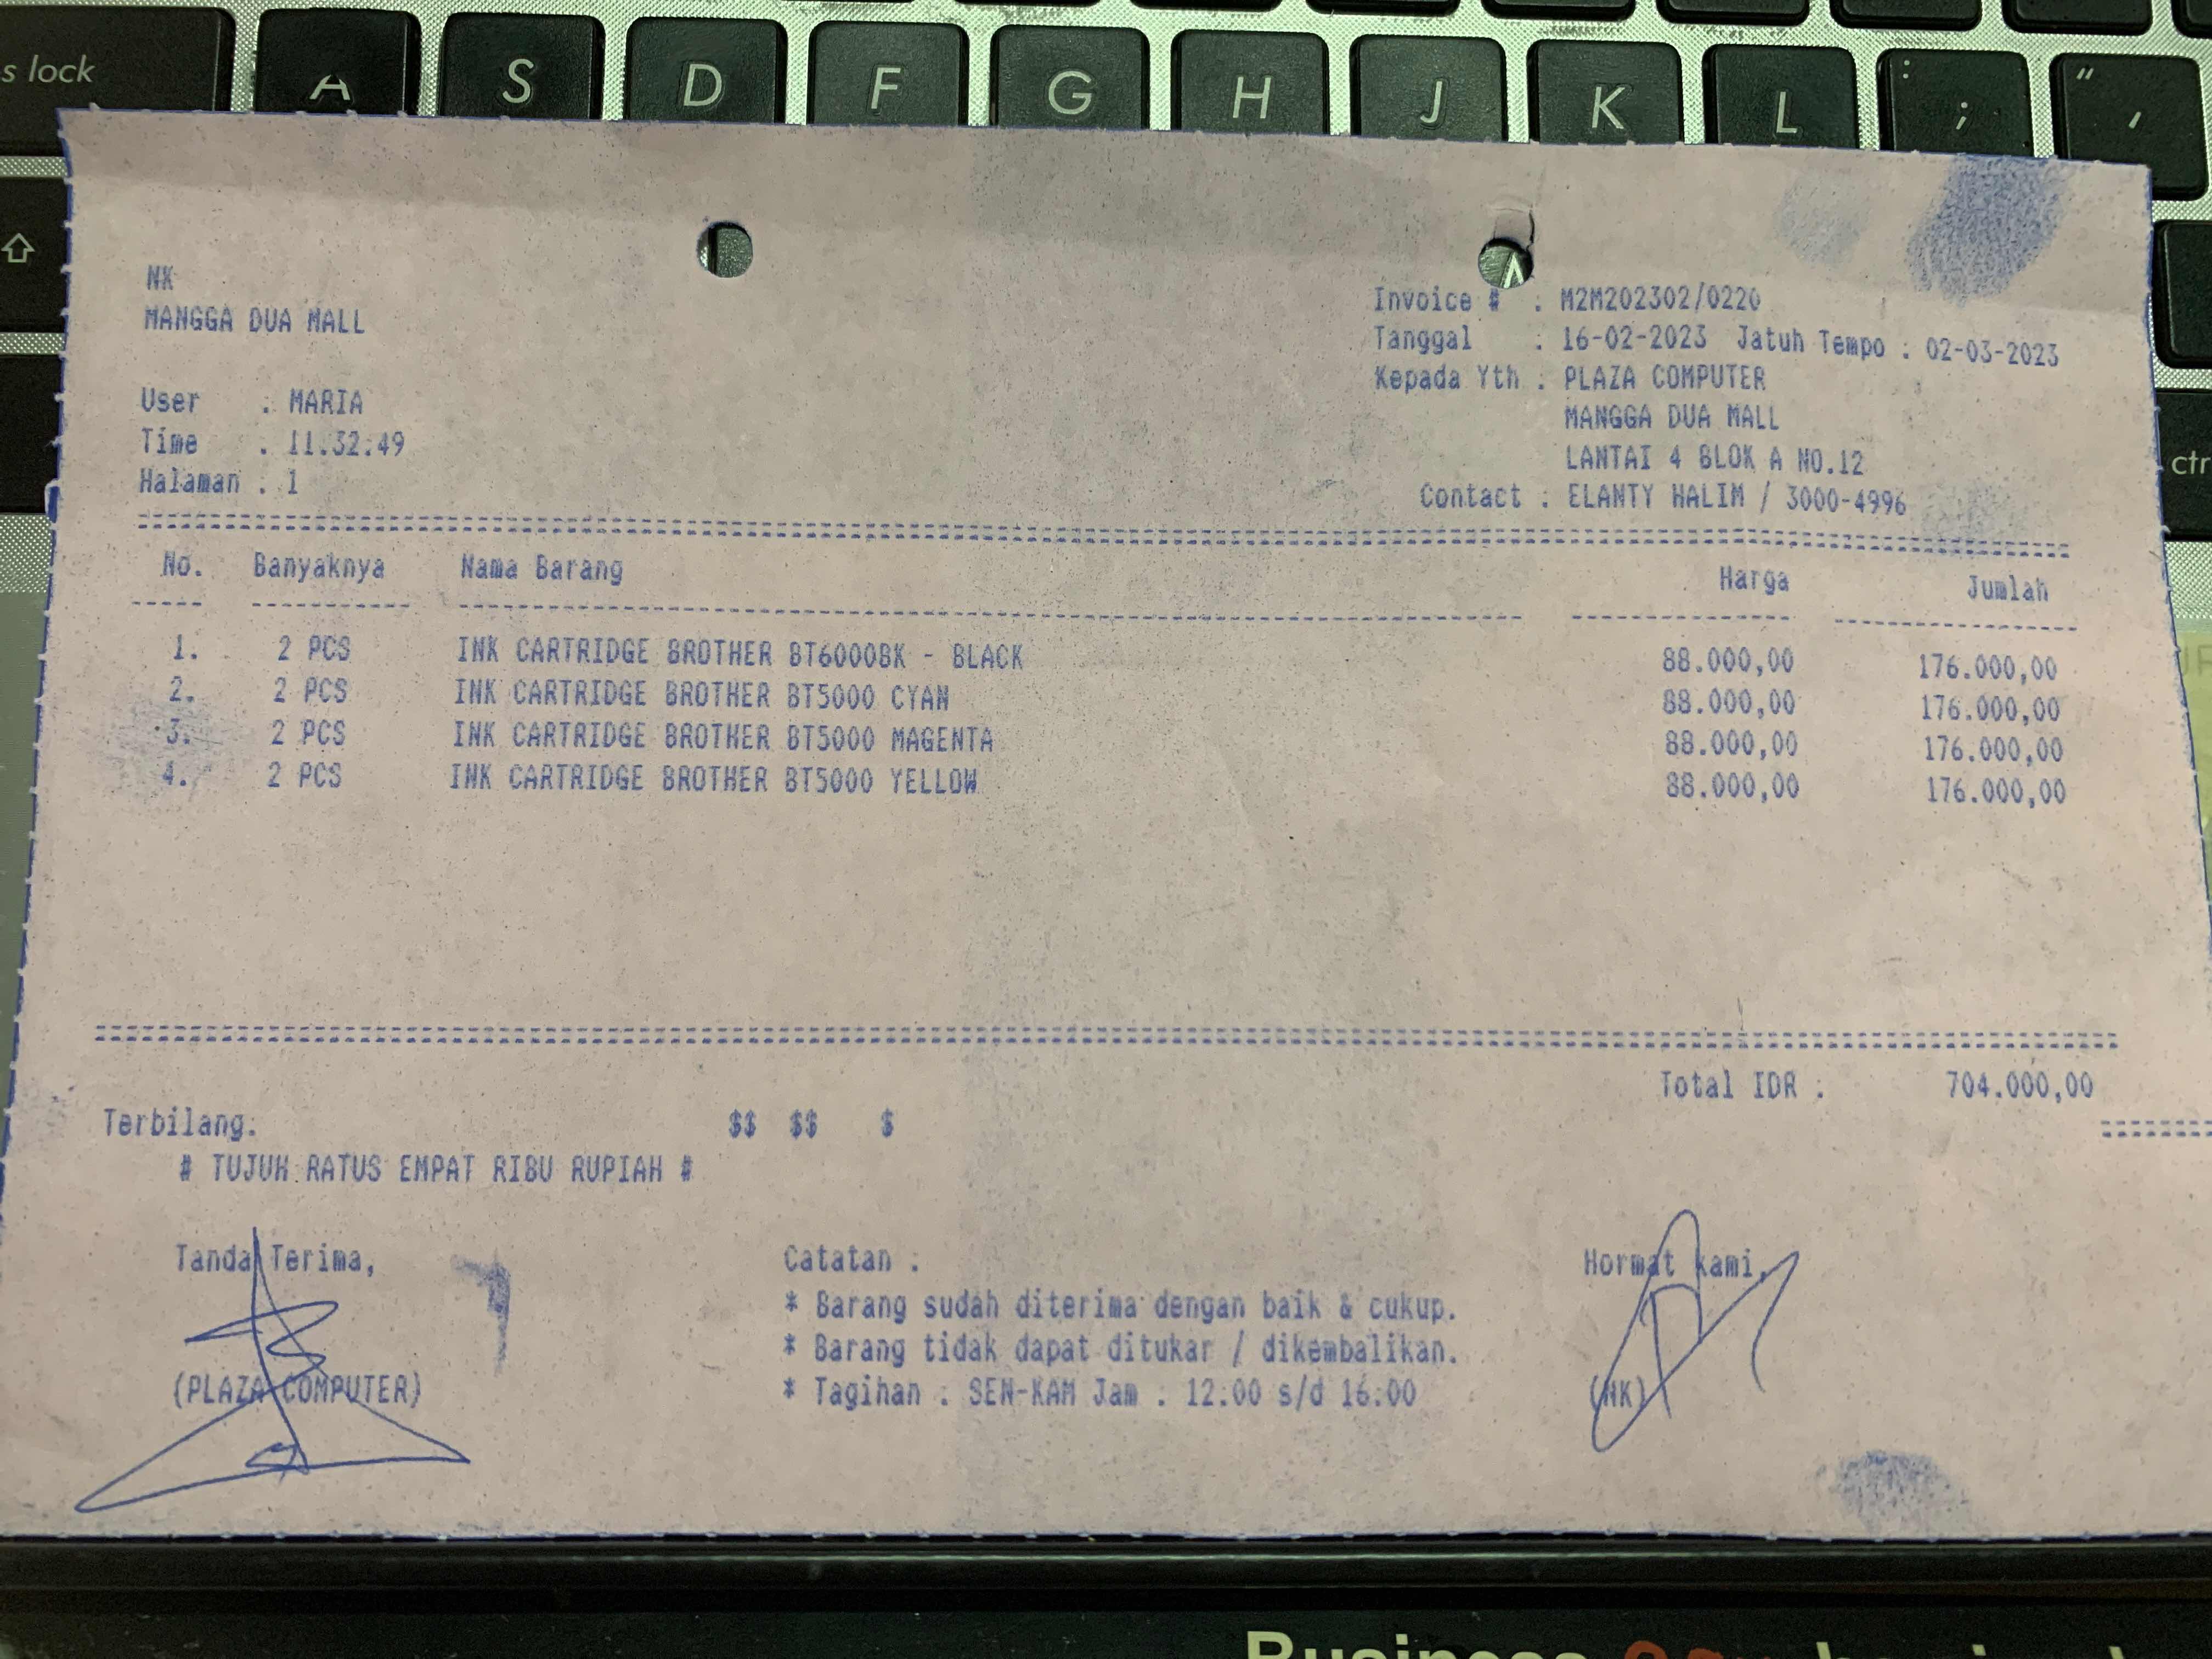 s lock
A S D F G H J K L : ; " ,
NK
MANGGA DUA MALL
User : MARIA
Time : 11:32:49
Halaman : 1
Invoice # : M2M202302/0220
Tanggal : 16-02-2023 Jatuh Tempo : 02-03-2023
Kepada Yth : PLAZA COMPUTER
MANGGA DUA MALL
LANTAI 4 BLOK A NO.12
Contact : ELANTY HALIM / 3000-4996
ctr
No. Banyaknya Nama Barang Harga Jumlah
1. 2 PCS INK CARTRIDGE BROTHER BT6000BK - BLACK 88.000,00 176.000,00
2. 2 PCS INK CARTRIDGE BROTHER BT5000 CYAN 88.000,00 176.000,00
3. 2 PCS INK CARTRIDGE BROTHER BT5000 MAGENTA 88.000,00 176.000,00
4. 2 PCS INK CARTRIDGE BROTHER BT5000 YELLOW 88.000,00 176.000,00
Total IDR : 704.000,00
Terbilang: $$ $$ $
# TUJUH RATUS EMPAT RIBU RUPIAH #
Tanda Terima,
(PLAZA COMPUTER)
Catatan :
* Barang sudah diterima dengan baik & cukup.
* Barang tidak dapat ditukar / dikembalikan.
* Tagihan : SEN-KAM Jam : 12:00 s/d 16:00
Hormat kami,
(NK)
Business